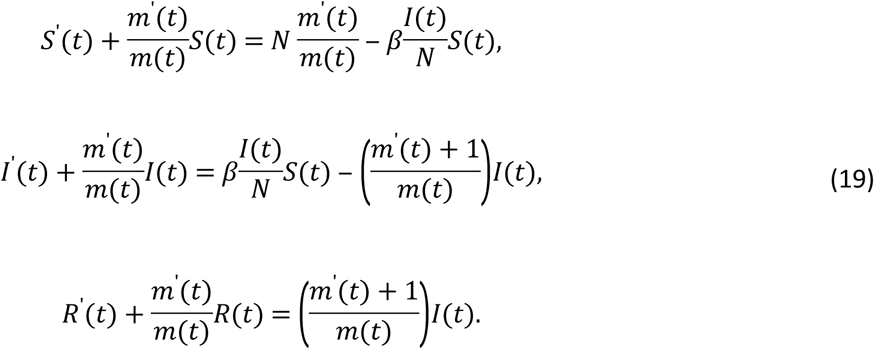 S'(t) + m'(t)/m(t) S(t) = N m'(t)/m(t) – β I(t)/N S(t),
I'(t) + m'(t)/m(t) I(t) = β I(t)/N S(t) – (m'(t) + 1 / m(t)) I(t),
(19)
R'(t) + m'(t)/m(t) R(t) = (m'(t) + 1 / m(t)) I(t).